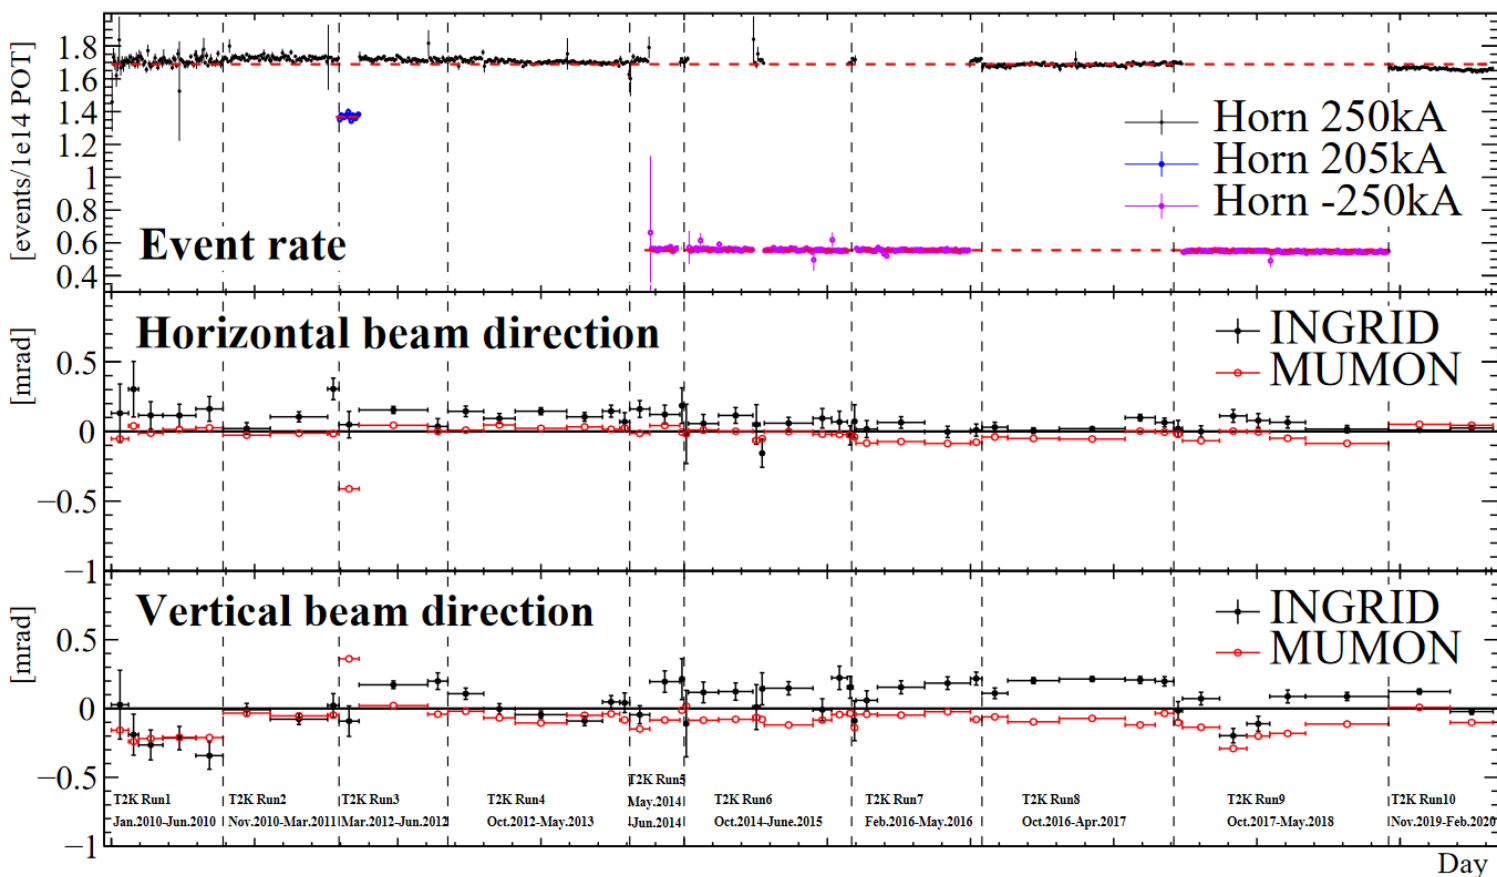 [events/1e14 POT]
1.8
1.6
1.4
1.2
1
0.8
0.6
0.4
Horn 250kA
Horn 205kA
Horn -250kA
Event rate
[mrad]
0.5
0
−0.5
−1
Horizontal beam direction
INGRID
MUMON
[mrad]
0.5
0
−0.5
−1
Vertical beam direction
INGRID
MUMON
T2K Run1
Jan.2010-Jun.2010
T2K Run2
Nov.2010-Mar.2011
T2K Run3
Mar.2012-Jun.2012
T2K Run4
Oct.2012-May.2013
T2K Run5
May.2014
-Jun.2014
T2K Run6
Oct.2014-June.2015
T2K Run7
Feb.2016-May.2016
T2K Run8
Oct.2016-Apr.2017
T2K Run9
Oct.2017-May.2018
T2K Run10
Nov.2019-Feb.2020
Day